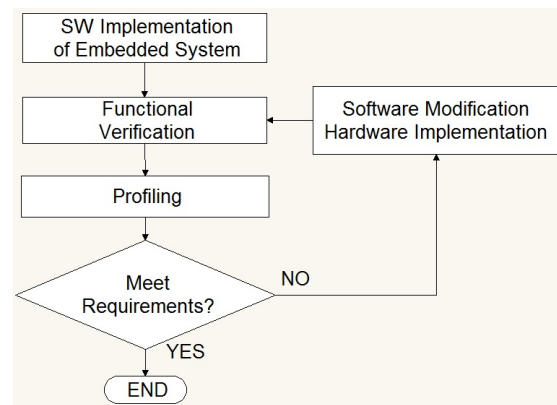 SW Implementation
of Embedded System
Functional
Verification
Software Modification
Hardware Implementation
Profiling
Meet
Requirements?
NO
YES
END